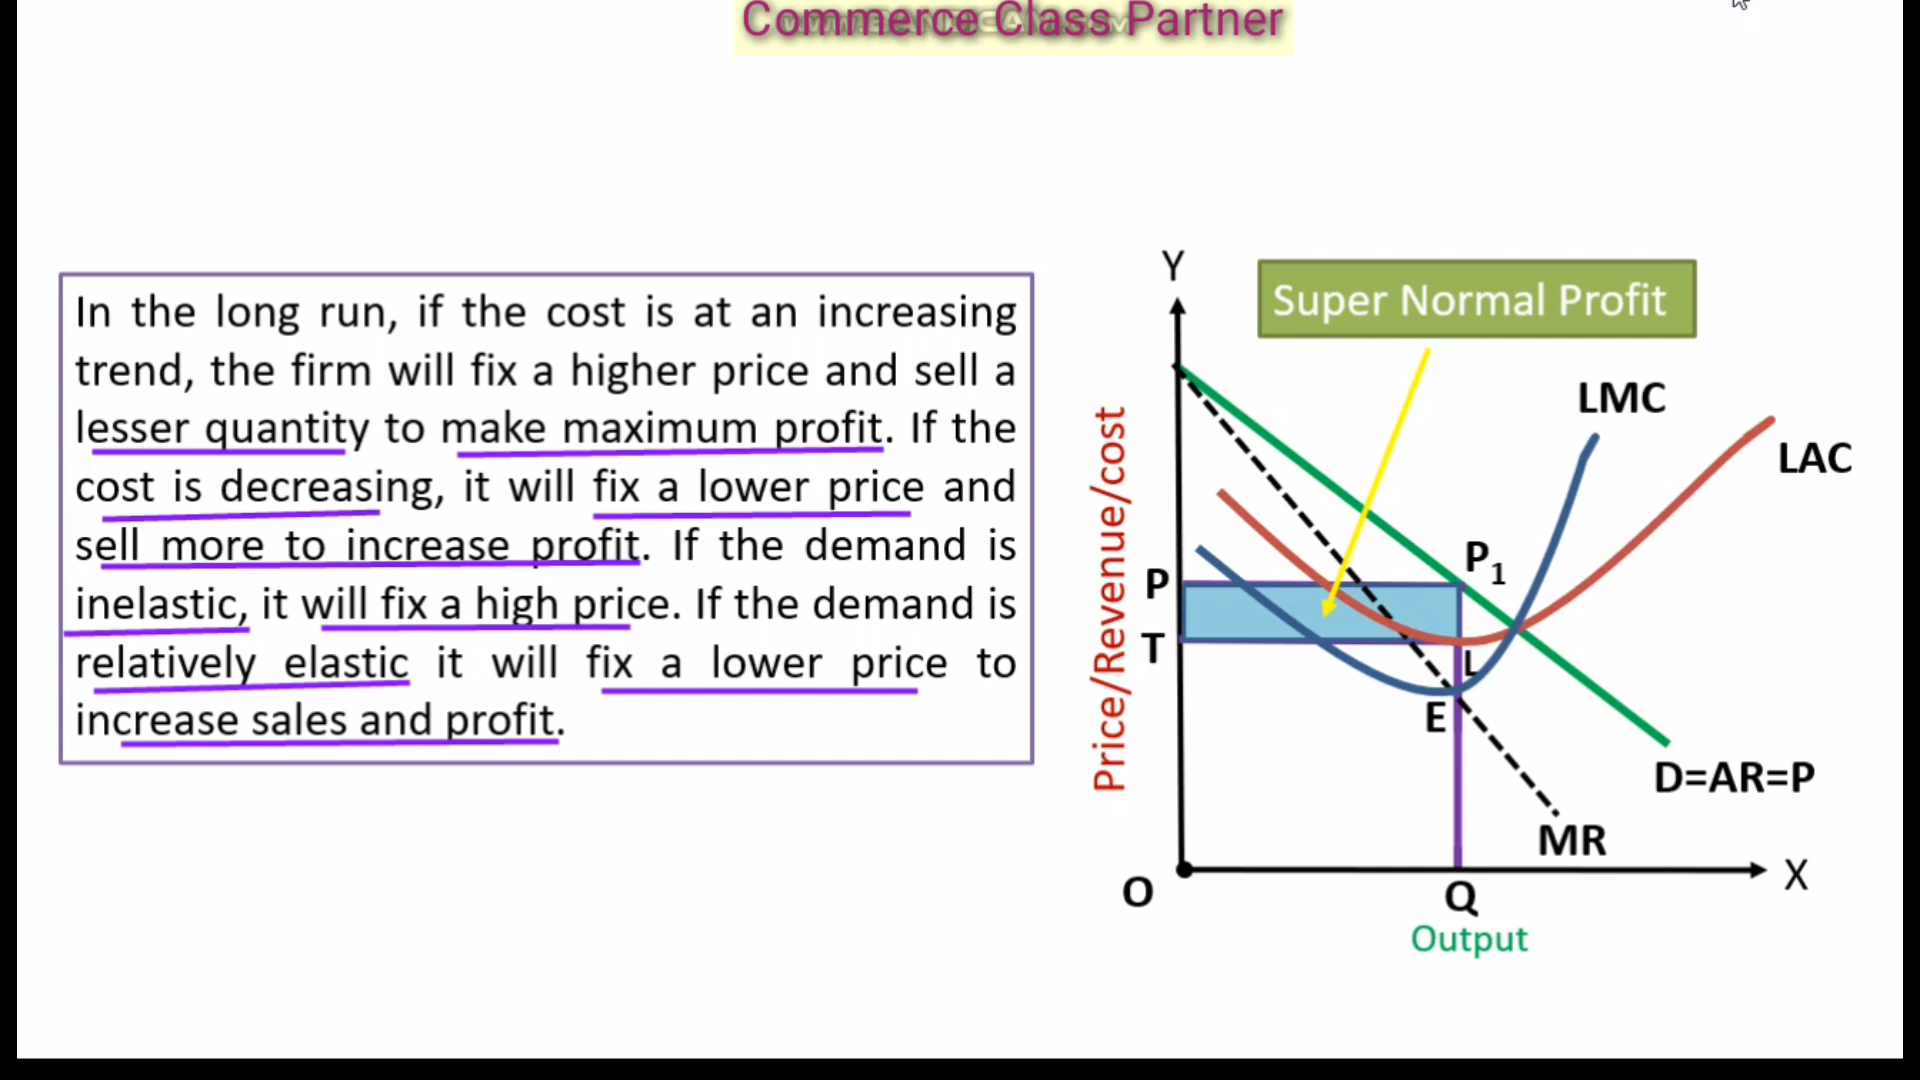 Commerce Class Partner
In the long run, if the cost is at an increasing
trend, the firm will fix a higher price and sell a
lesser quantity to make maximum profit. If the
cost is decreasing, it will fix a lower price and
sell more to increase profit. If the demand is
inelastic, it will fix a high price. If the demand is
relatively elastic it will fix a lower price to
increase sales and profit.
Y
Super Normal Profit
LMC
LAC
Price/Revenue/cost
P
P1
T
L
E
D=AR=P
MR
O
Q
X
Output